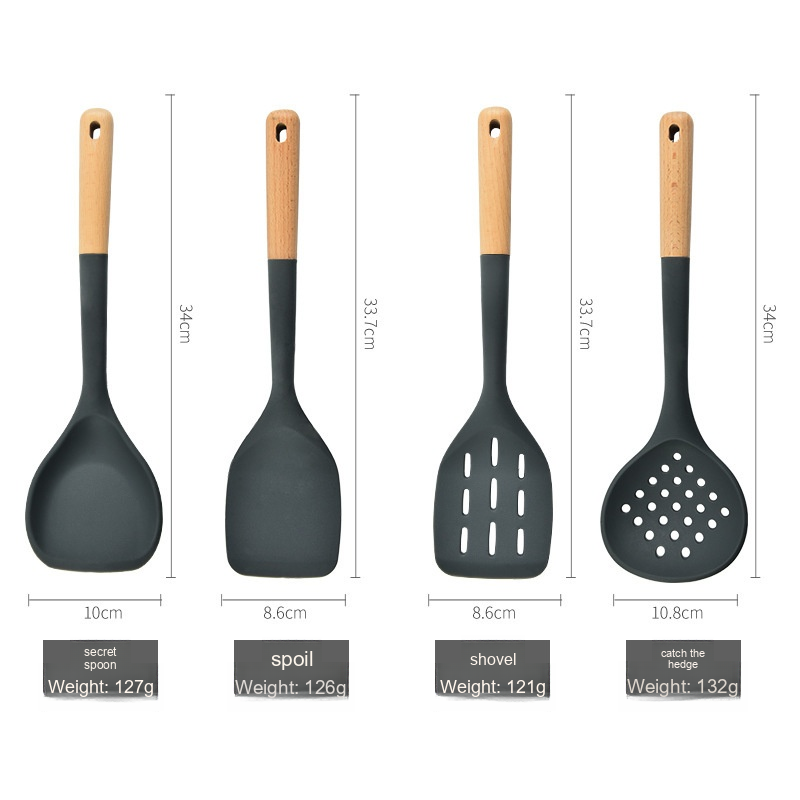 34cm
33.7cm
33.7cm
34cm
10cm
8.6cm
8.6cm
10.8cm
secret
spoon
Weight: 127g
spoil
Weight: 126g
shovel
Weight: 121g
catch the
hedge
Weight: 132g